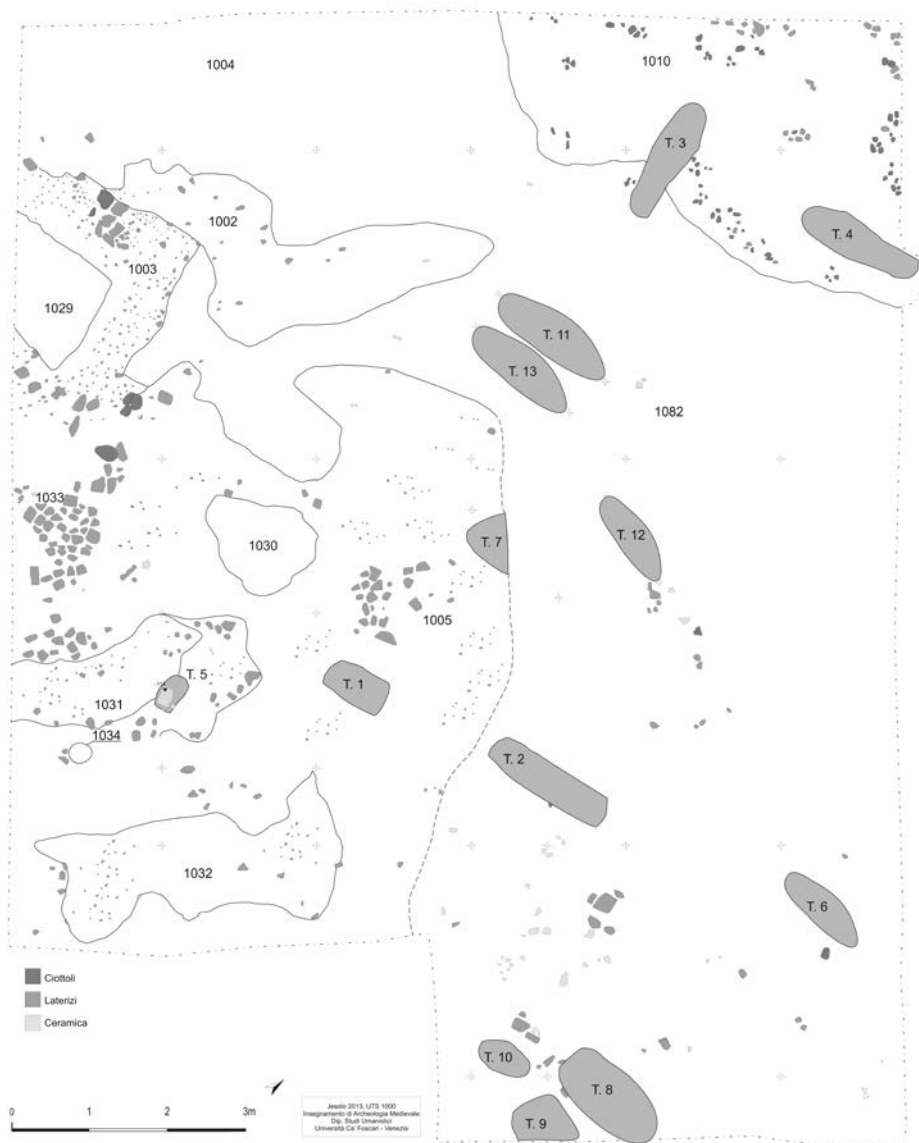 1004
1010
T. 3
1002
T. 4
1003
1029
T. 11
T. 13
1082
1033
T. 7
T. 12
1030
1005
T. 5
T. 1
1031
1034
T. 2
1032
T. 6
Ciottoli
Laterizi
Ceramica
T. 10
T. 8
T. 9
0 1 2 3m
Jesolo 2013, UTS 1000
Insegnamento di Archeologia Medievale
Dip. Studi Umanistici
Università Ca' Foscari - Venezia